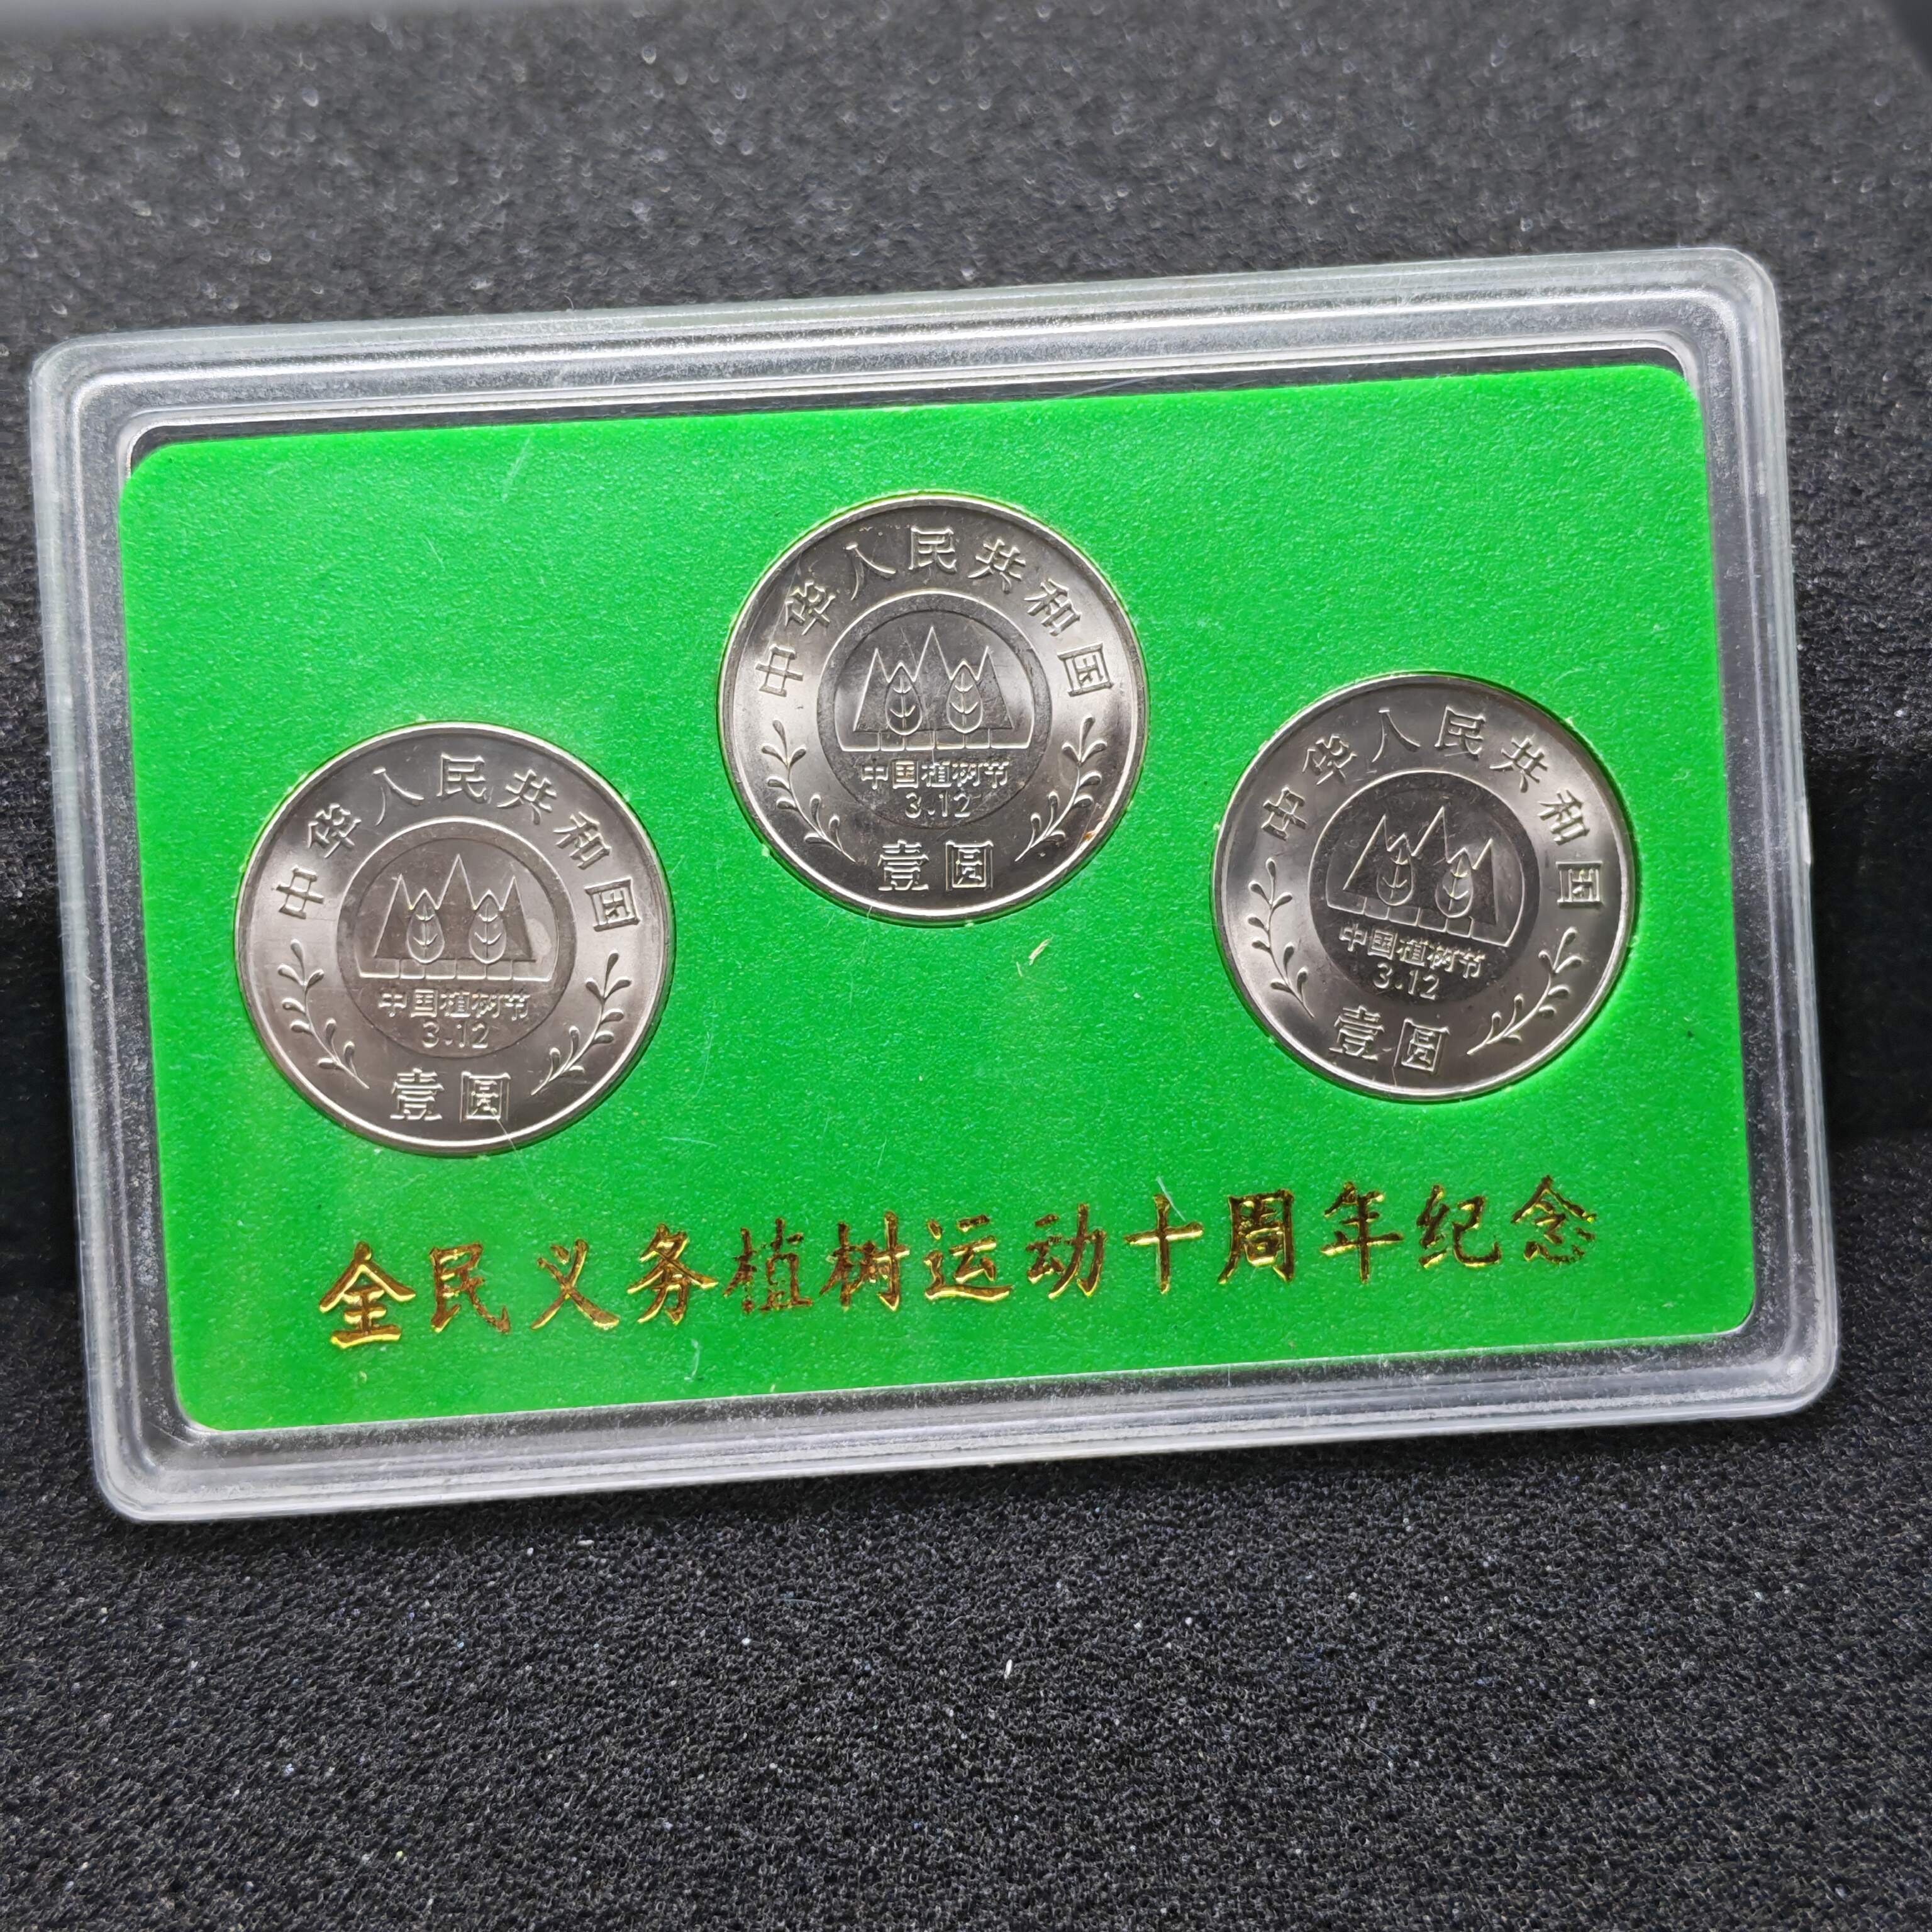 中华人民共和国
中国植树节
3.12
壹圆
中华人民共和国
中国植树节
3.12
壹圆
中华人民共和国
中国植树节
3.12
壹圆
全民义务植树运动十周年纪念